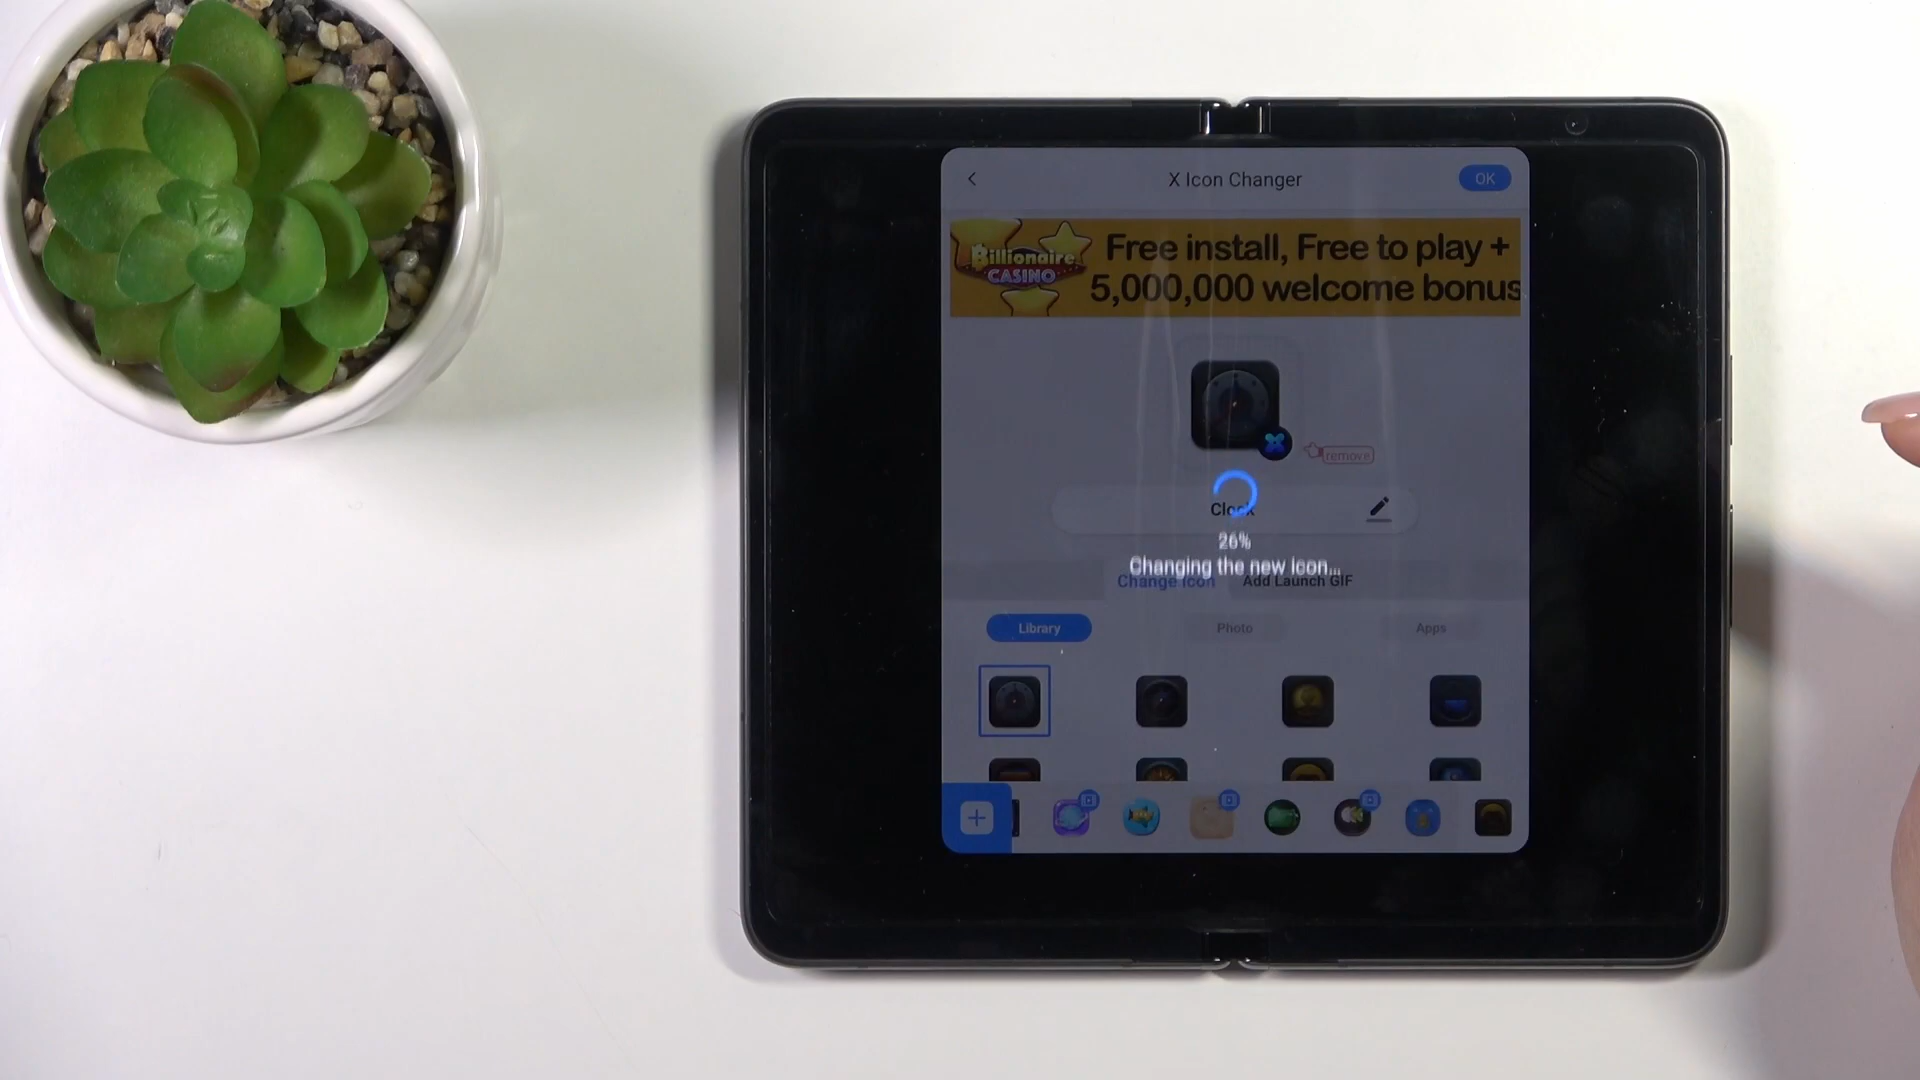 X Icon Changer
OK
Billionaire
CASINO
Free install, Free to play +
5,000,000 welcome bonus
remove
Clock
26%
Changing the new Icon...
Change Icon
Add Launch GIF
Library
Photo
Apps